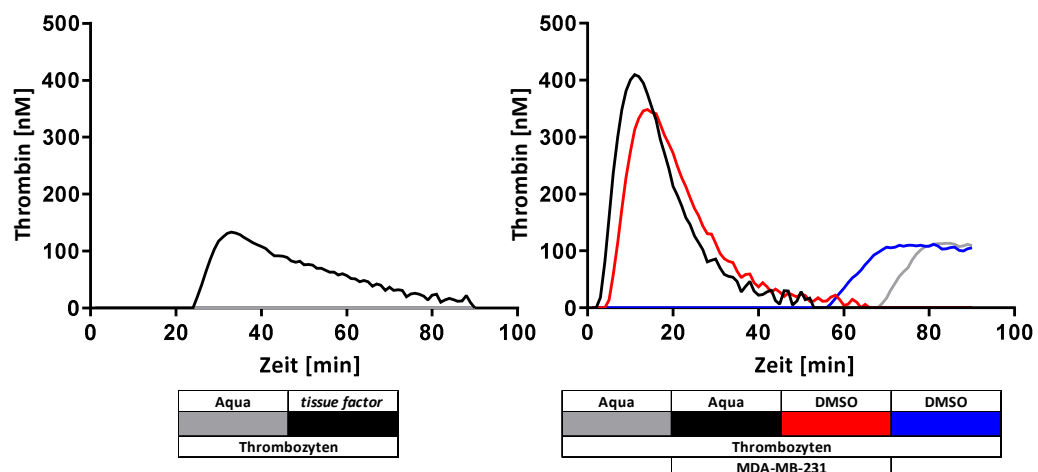 500
400
300
200
100
0
Thrombin [nM]
0 20 40 60 80 100
Zeit [min]
Aqua tissue factor
Thrombozyten
500
400
300
200
100
0
Thrombin [nM]
0 20 40 60 80 100
Zeit [min]
Aqua Aqua DMSO DMSO
Thrombozyten
MDA-MB-231